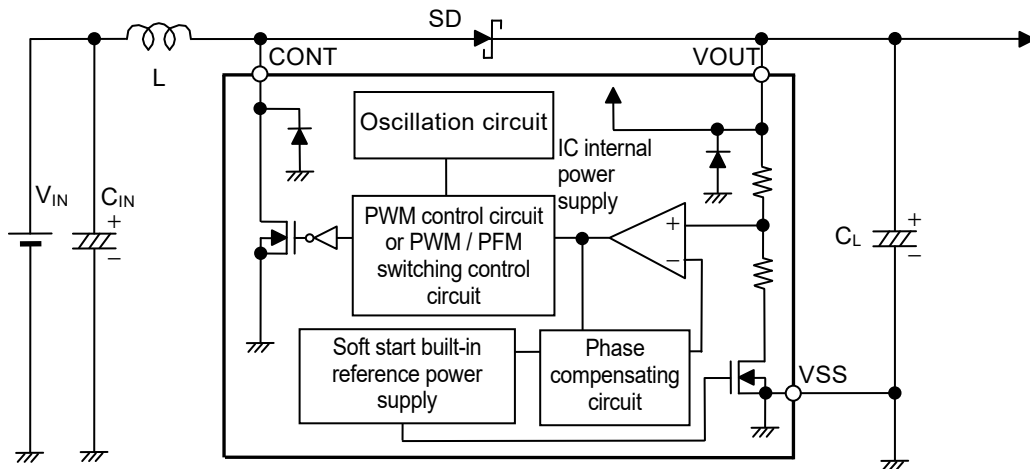 SD
CONT
VOUT
L
Oscillation circuit
IC internal
power
supply
VIN
CIN
+
−
PWM control circuit
or PWM / PFM
switching control
circuit
+
−
CL
+
−
Soft start built-in
reference power
supply
Phase
compensating
circuit
VSS